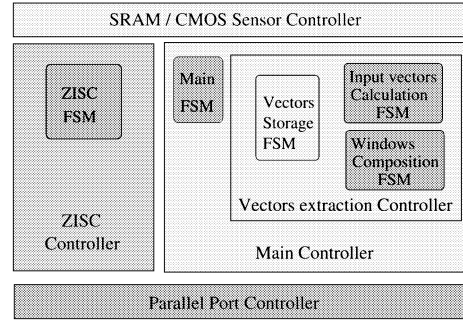 SRAM / CMOS Sensor Controller
ZISC
FSM
ZISC
Controller
Main
FSM
Vectors
Storage
FSM
Input vectors
Calculation
FSM
Windows
Composition
FSM
Vectors extraction Controller
Main Controller
Parallel Port Controller